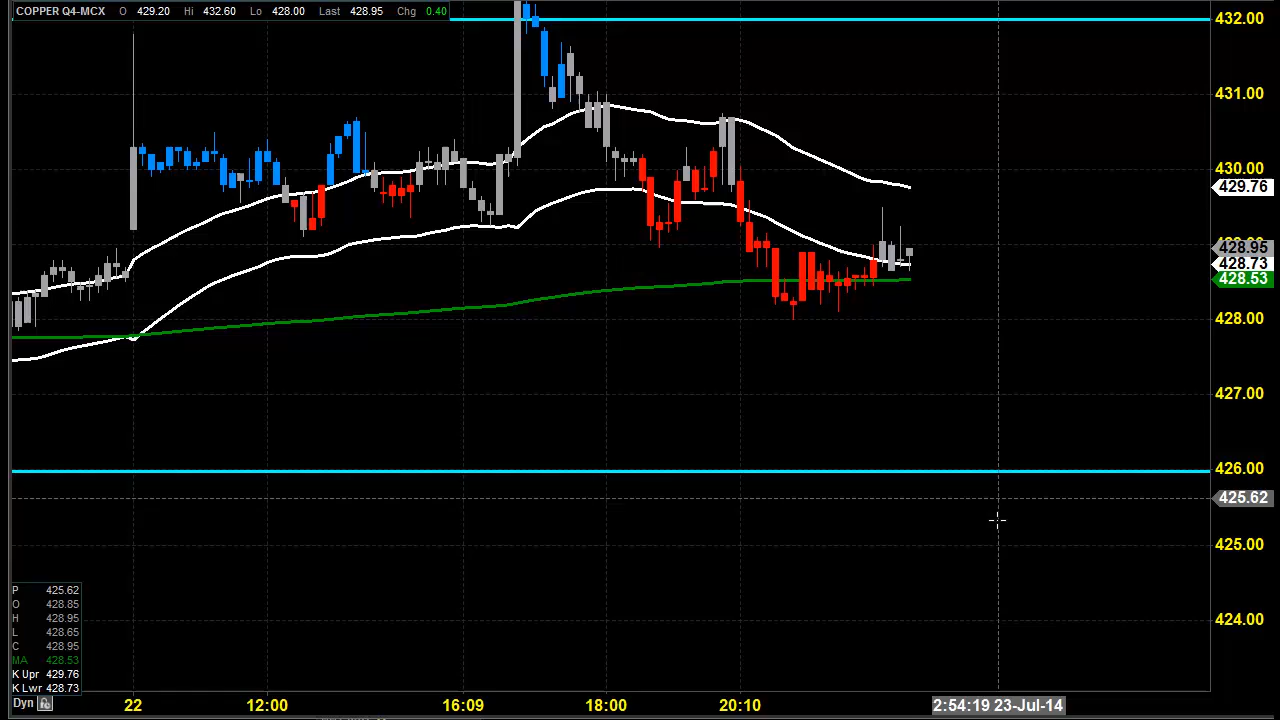 COPPER Q4-MCX O 429.20 Hi 432.60 Lo 428.00 Last 428.95 Chg 0.40
432.00
431.00
430.00
429.76
428.95
428.73
428.53
428.00
427.00
426.00
425.62
425.00
424.00
P 425.62
O 428.85
H 428.95
L 428.65
C 428.95
MA 428.53
K Upr 429.76
K Lwr 428.73
Dyn 22 12:00 16:09 18:00 20:10 2:54:19 23-Jul-14